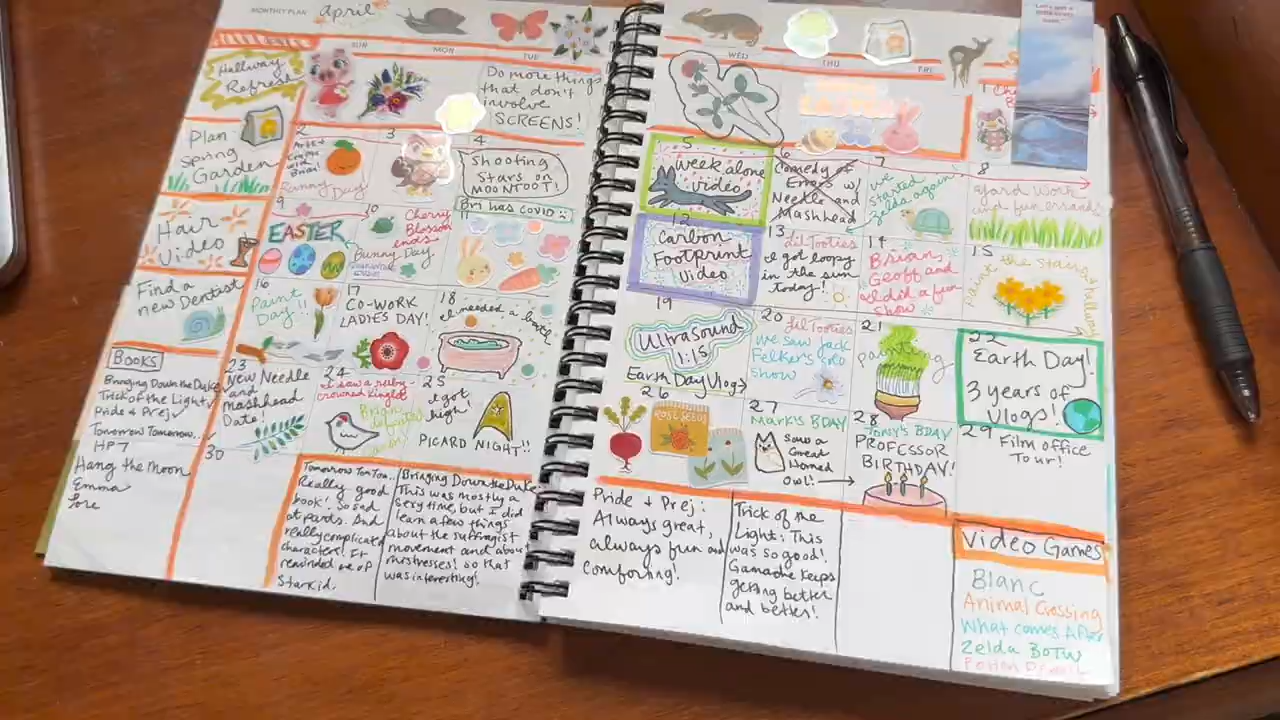 MONTHLY PLAN
April
SUN
MON
TUE
WED
THU
FRI
Hallway
Refresh
Plan
Spring
Garden
Hair
Video
Find a
new Dentist
BOOKS
Bringing Down the Duke
Trick of the Light
Pride + Prej
Tomorrow Tomorrow...
HP 7
Hang the Moon
Emma
Do more things
that don't
involve
SCREENS!
1
2
Bunny Day!
3
4
Shooting
Stars on
MOONFOOT!
5
Week alone
video
6
Comedy of
Errors w/
Needle and
Mashhead
7
we
started
Zelda again!
8
Yard Work
and fun errands
9
EASTER
10
Cherry
Blossom
ends
Bunny Day
11
Bri has COVID :(
12
Carbon
Footprint
Video
13
Lil Tooties
I got loopy
in the sun
today!
14
Brian,
Geoff and
I did a fun
show
15
Paint the stairs + hallway
16
Paint
Day!!
17
CO-WORK
LADIES DAY!
18
I needed a bath
19
Ultrasound
1:15
Earth Day Vlogs
20
Lil Tooties
we saw Jack
show
21
painting
22
Earth Day!
3 years of
Vlogs!
23
New Needle
and
Mashhead
Date!
24
I saw a ruby-
crowned kinglet
25
I got
high!
PICARD NIGHT!!
26
ROSE SEEDS
27
Mark's BDAY
Saw a
Great
Horned
Owl!
28
Tony's BDAY
PROFESSOR
BIRTHDAY!
29
Film office
Tour!
30
Tomorrow Tom Tom..
Really good
book! So sad
at parts. And
really complicated
characters! It
reminded me of
Starkid.
Bringing Down the Duke:
This was mostly a
sexy time, but I did
learn a few things
about the suffragist
movement and about
mistresses! so that
was interesting!
Pride + Prej:
Always great,
always fun and
comforting!
Trick of the
Light: This
was so good!
Gamache keeps
getting better
and better!
Video Games
Blanc
Animal Crossing
What comes After
Zelda BOTW